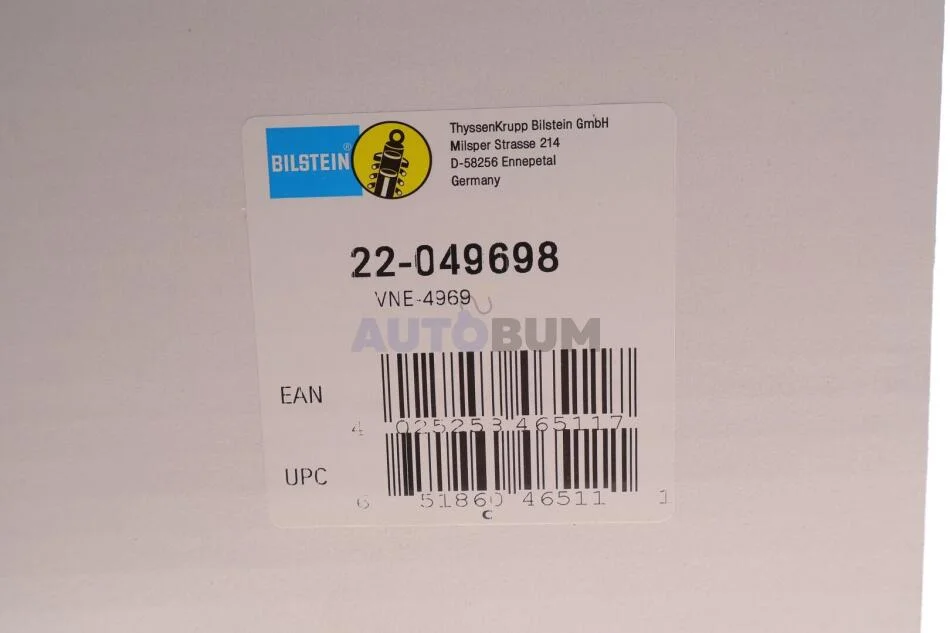 BILSTEIN®
ThyssenKrupp Bilstein GmbH
Milsper Strasse 214
D-58256 Ennepetal
Germany
22-049698
VNE-4969
AUTOBUM
EAN
4 025253 465117
UPC
6 51860 46511 1
C